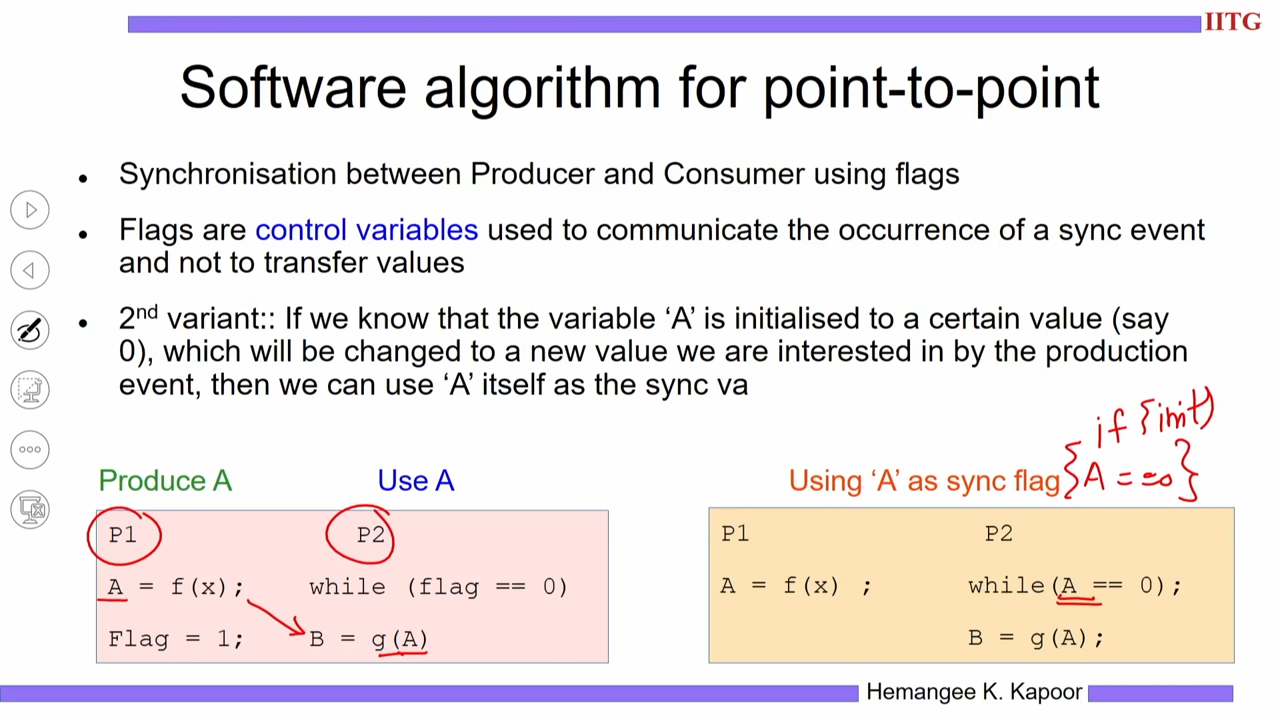 IITG
Software algorithm for point-to-point
Synchronisation between Producer and Consumer using flags
Flags are control variables used to communicate the occurrence of a sync event
and not to transfer values
2nd variant:: If we know that the variable ‘A’ is initialised to a certain value (say
0), which will be changed to a new value we are interested in by the production
event, then we can use ‘A’ itself as the sync va
if {init}
Produce A Use A
P1 P2
A = f(x); while (flag == 0)
Flag = 1; B = g(A)
Using ‘A’ as sync flag {A = }
P1 P2
A = f(x) ; while(A == 0);
B = g(A);
Hemangee K. Kapoor